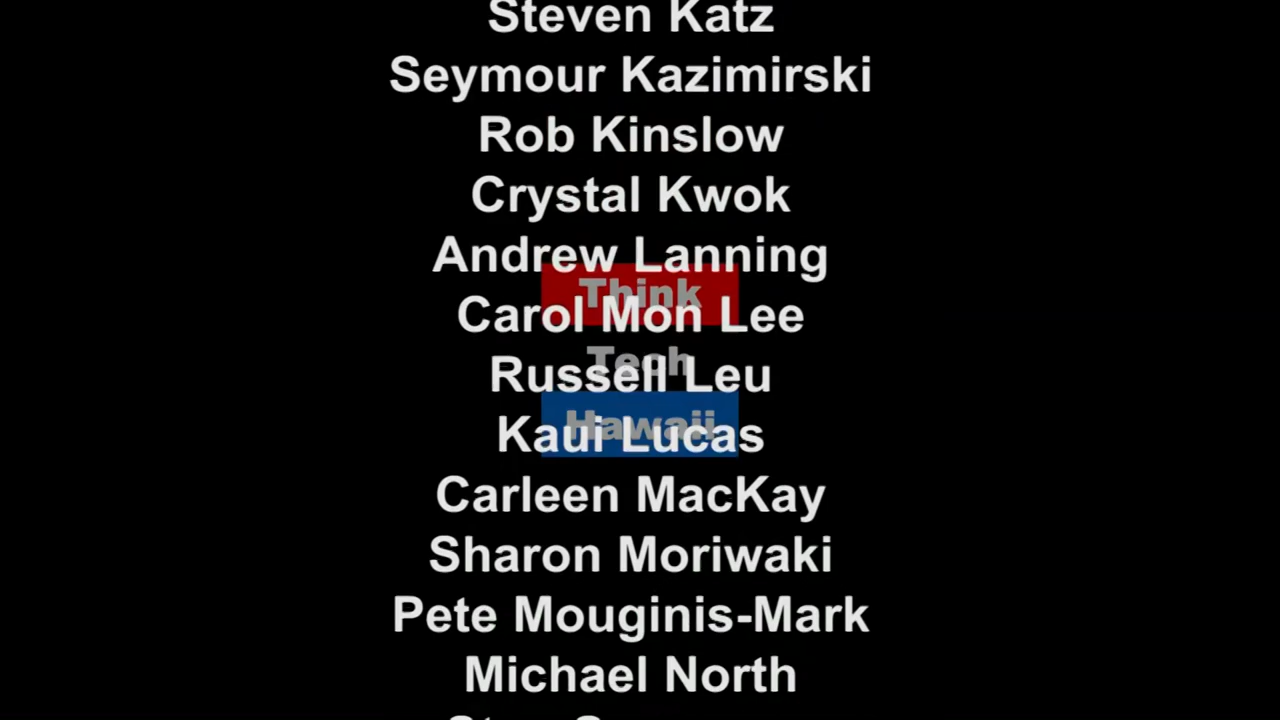 Steven Katz
Seymour Kazimirski
Rob Kinslow
Crystal Kwok
Andrew Lanning
Think
Carol Mon Lee
Tech
Russell Leu
Hawaii
Kaui Lucas
Carleen MacKay
Sharon Moriwaki
Pete Mouginis-Mark
Michael North